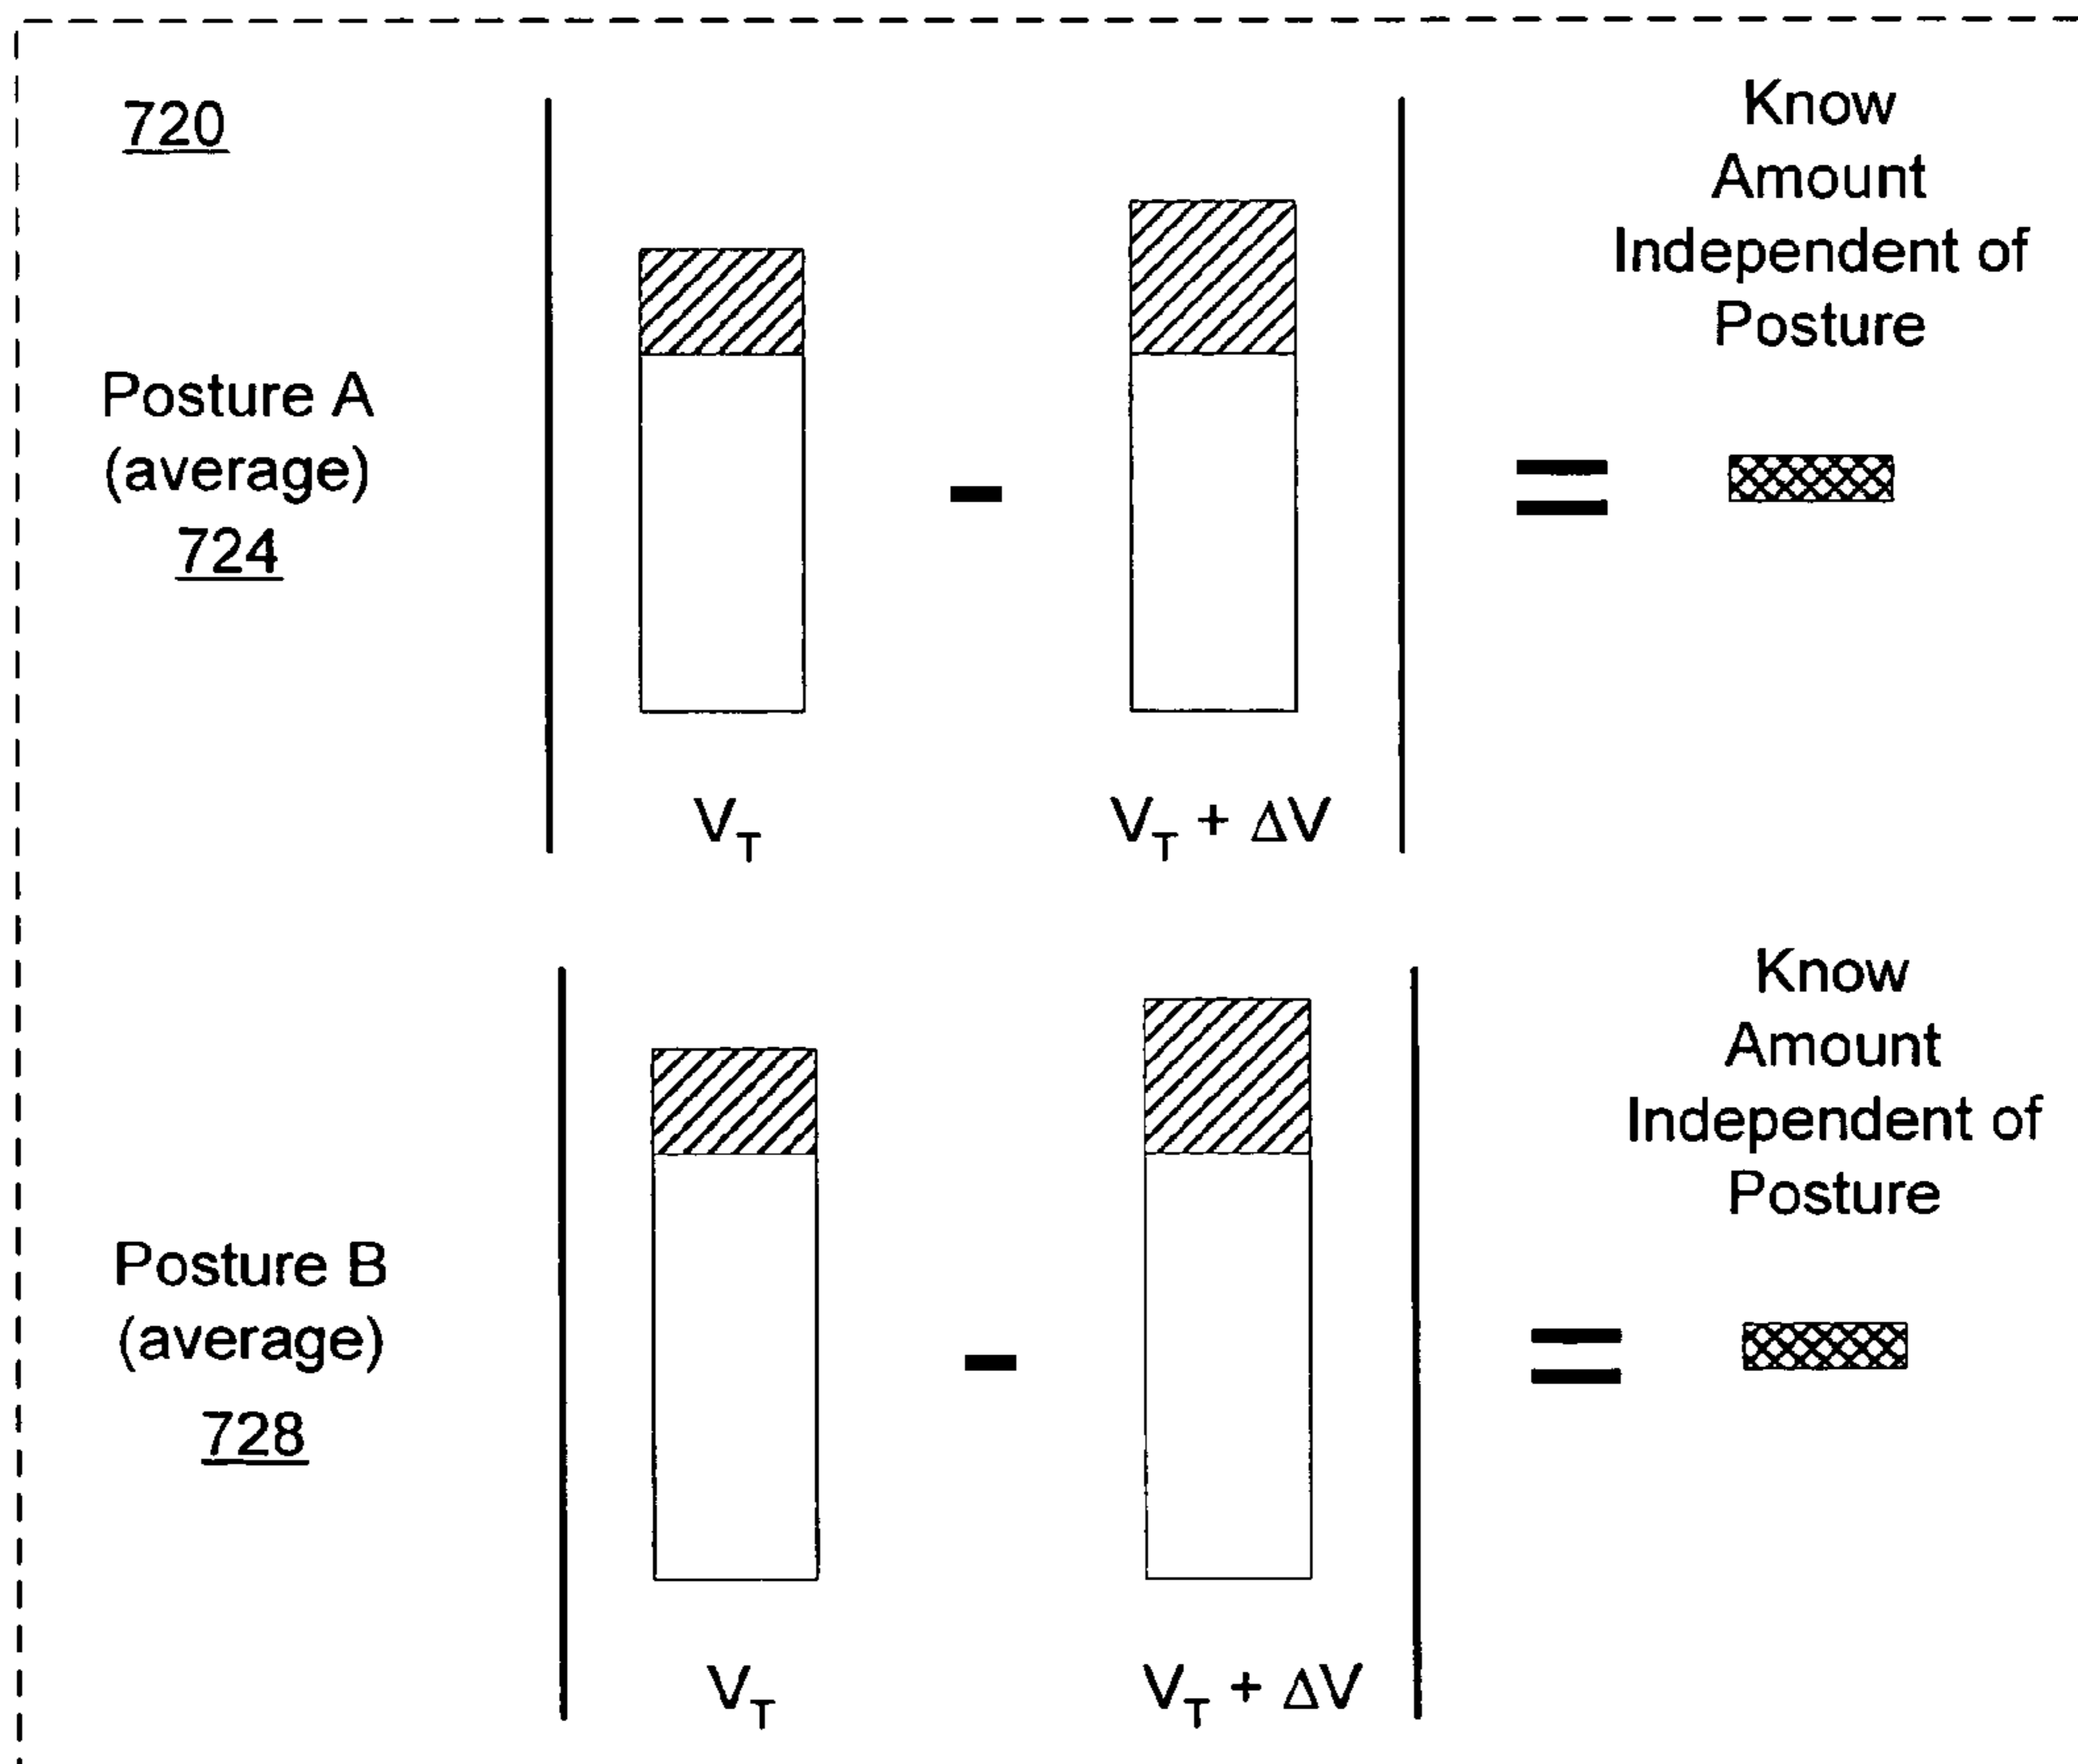 720
Know
Amount
Independent of
Posture
Posture A
(average)
724
-
=
V_T
V_T + ΔV
Know
Amount
Independent of
Posture
Posture B
(average)
728
-
=
V_T
V_T + ΔV